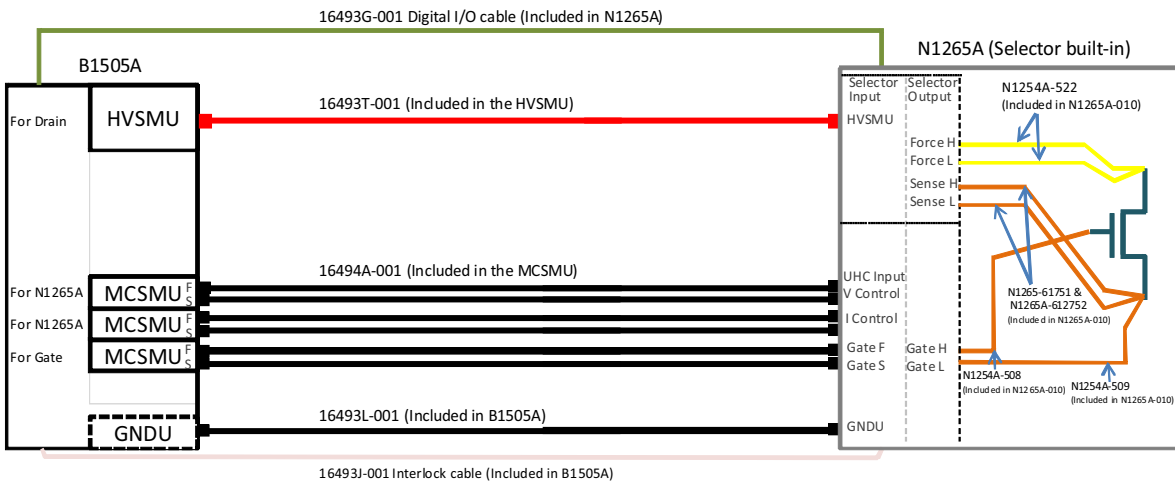 16493G-001 Digital I/O cable (Included in N1265A)
N1265A (Selector built-in)
B1505A
Selector Input
Selector Output
N1254A-522
(Included in N1265A-010)
For Drain
HVSMU
16493T-001 (Included in the HVSMU)
HVSMU
Force H
Force L
Sense H
Sense L
16494A-001 (Included in the MCSMU)
UHC Input
For N1265A
MCSMU
F
S
V Control
For N1265A
MCSMU
F
S
I Control
N1265-61751 &
N1265A-612752
(Included in N1265A-010)
For Gate
MCSMU
F
S
Gate F
Gate H
Gate S
Gate L
N1254A-508
(Included in N1265A-010)
N1254A-509
(Included in N1265A-010)
16493L-001 (Included in B1505A)
GNDU
GNDU
16493J-001 Interlock cable (Included in B1505A)